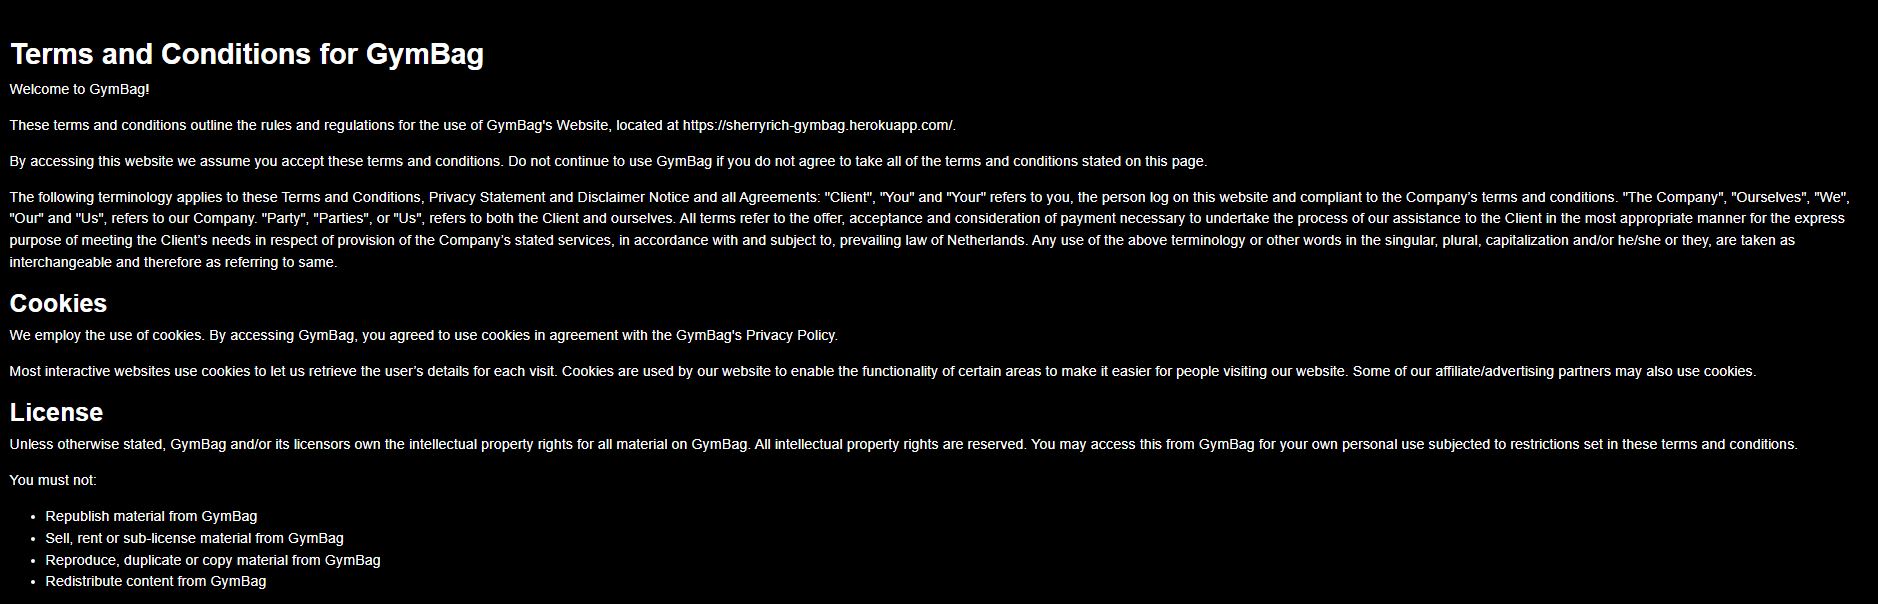 Terms and Conditions for GymBag
Welcome to GymBag!
These terms and conditions outline the rules and regulations for the use of GymBag's Website, located at https://sherryrich-gymbag.herokuapp.com/.
By accessing this website we assume you accept these terms and conditions. Do not continue to use GymBag if you do not agree to take all of the terms and conditions stated on this page.
The following terminology applies to these Terms and Conditions, Privacy Statement and Disclaimer Notice and all Agreements: "Client", "You" and "Your" refers to you, the person log on this website and compliant to the Company’s terms and conditions. "The Company", "Ourselves", "We",
"Our" and "Us", refers to our Company. "Party", "Parties", or "Us", refers to both the Client and ourselves. All terms refer to the offer, acceptance and consideration of payment necessary to undertake the process of our assistance to the Client in the most appropriate manner for the express
purpose of meeting the Client’s needs in respect of provision of the Company’s stated services, in accordance with and subject to, prevailing law of Netherlands. Any use of the above terminology or other words in the singular, plural, capitalization and/or he/she or they, are taken as
interchangeable and therefore as referring to same.
Cookies
We employ the use of cookies. By accessing GymBag, you agreed to use cookies in agreement with the GymBag's Privacy Policy.
Most interactive websites use cookies to let us retrieve the user’s details for each visit. Cookies are used by our website to enable the functionality of certain areas to make it easier for people visiting our website. Some of our affiliate/advertising partners may also use cookies.
License
Unless otherwise stated, GymBag and/or its licensors own the intellectual property rights for all material on GymBag. All intellectual property rights are reserved. You may access this from GymBag for your own personal use subjected to restrictions set in these terms and conditions.
You must not:
• Republish material from GymBag
• Sell, rent or sub-license material from GymBag
• Reproduce, duplicate or copy material from GymBag
• Redistribute content from GymBag